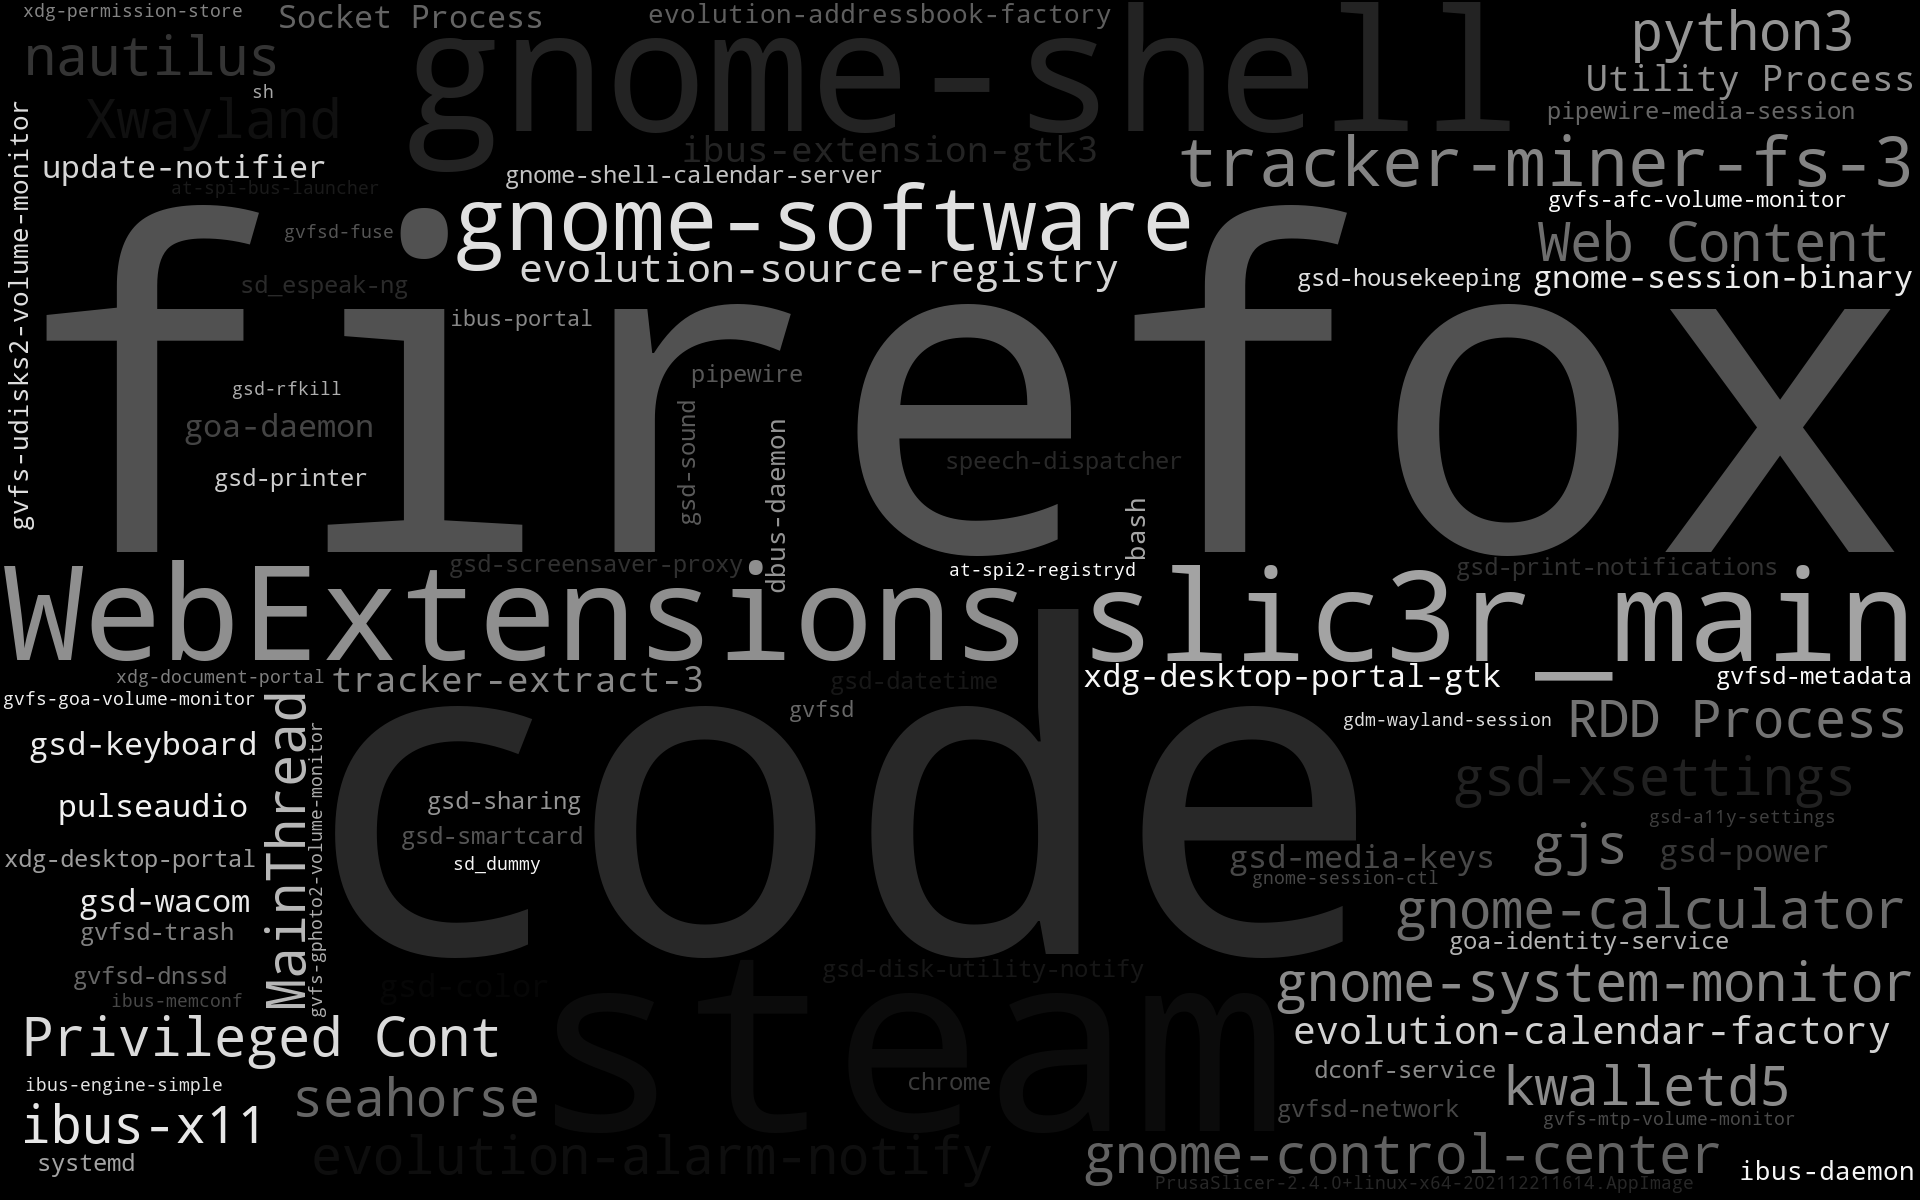 xdg-permission-store
Socket Process
evolution-addressbook-factory
gnome-shell
python3
nautilus
Utility Process
sh
Xwayland
pipewire-media-session
ibus-extension-gtk3
tracker-miner-fs-3
update-notifier
gnome-shell-calendar-server
at-spi-bus-launcher
gvfs-afc-volume-monitor
gvfs-udisks2-volume-monitor
gnome-software
gvfsd-fuse
Web Content
evolution-source-registry
gsd-housekeeping
gnome-session-binary
sd_espeak-ng
ibus-portal
firefox
pipewire
gsd-rfkill
goa-daemon
gsd-sound
dbus-daemon
speech-dispatcher
gsd-printer
bash
gsd-screensaver-proxy
at-spi2-registryd
gsd-print-notifications
WebExtensions
slic3r_main
xdg-document-portal
tracker-extract-3
gsd-datetime
xdg-desktop-portal-gtk
gvfsd-metadata
gvfs-goa-volume-monitor
gvfsd
gdm-wayland-session
RDD Process
gsd-keyboard
MainThread
gvfs-gphoto2-volume-monitor
code
gsd-xsettings
pulseaudio
gsd-sharing
gsd-a11y-settings
gsd-smartcard
gjs
gsd-power
xdg-desktop-portal
sd_dummy
gsd-media-keys
gnome-session-ctl
gsd-wacom
gnome-calculator
gvfsd-trash
goa-identity-service
gvfsd-dnssd
gsd-color
gsd-disk-utility-notify
gnome-system-monitor
ibus-memconf
steam
Privileged Cont
evolution-calendar-factory
ibus-engine-simple
seahorse
chrome
dconf-service
kwalletd5
gvfsd-network
gvfs-mtp-volume-monitor
ibus-x11
evolution-alarm-notify
gnome-control-center
systemd
ibus-daemon
PrusaSlicer-2.4.0+linux-x64-202112211614.AppImage